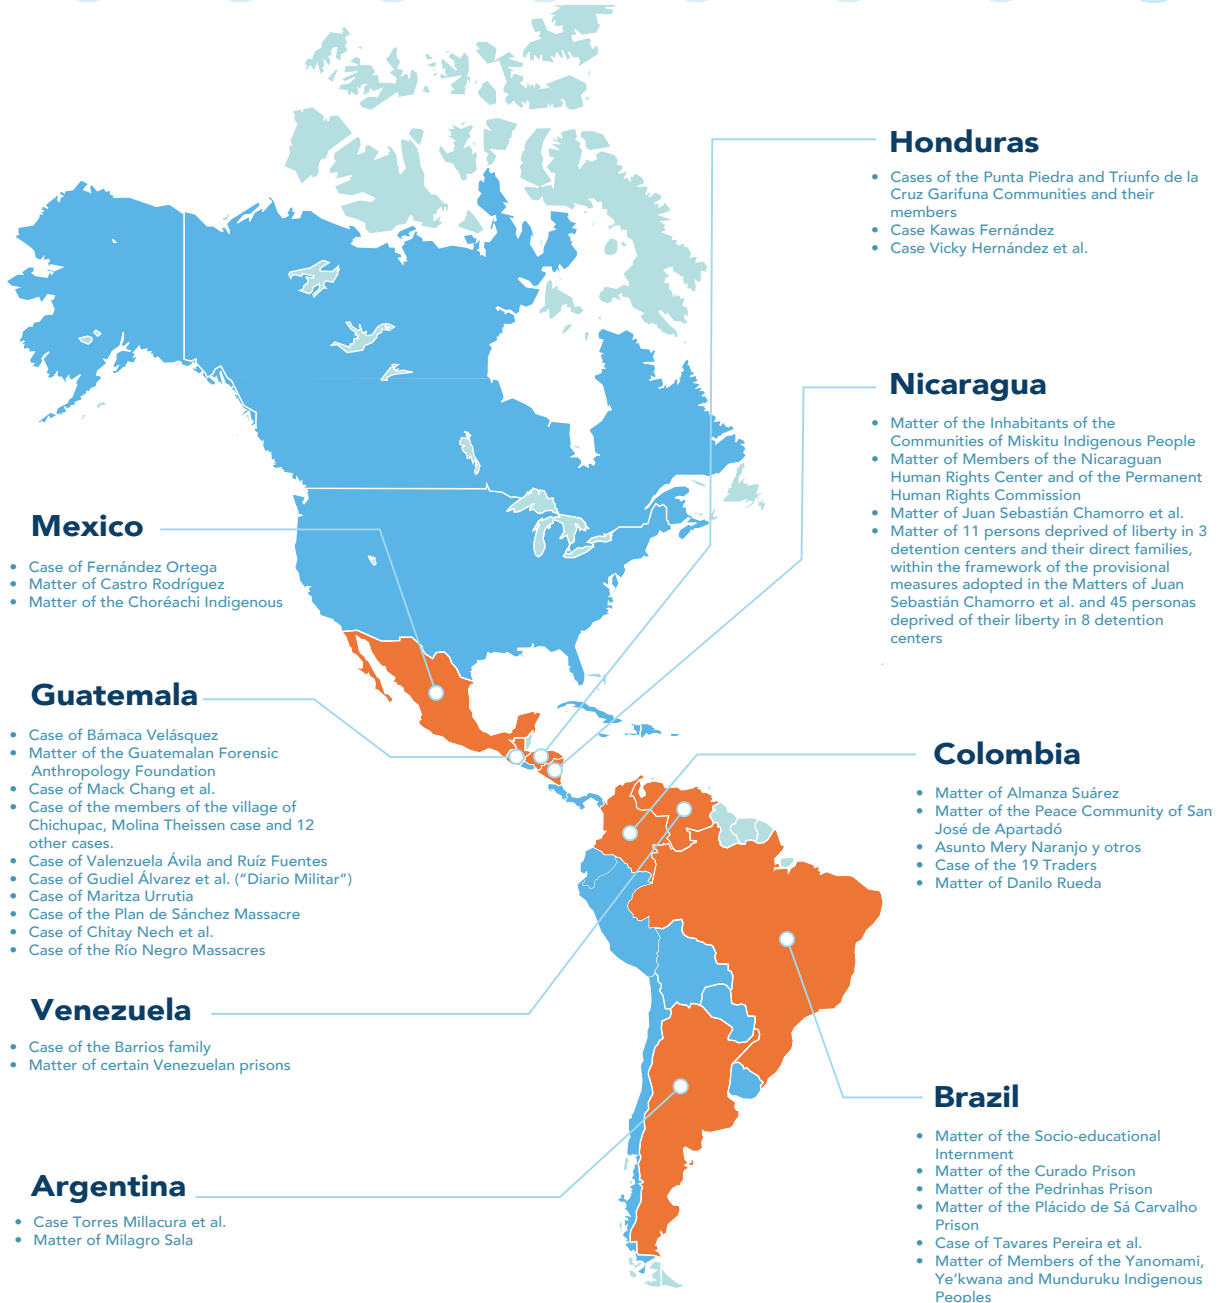 Honduras
• Cases of the Punta Piedra and Triunfo de la
Cruz Garifuna Communities and their
members
• Case Kawas Fernández
• Case Vicky Hernández et al.
Nicaragua
• Matter of the Inhabitants of the
Communities of Miskitu Indigenous People
• Matter of Members of the Nicaraguan
Human Rights Center and of the Permanent
Human Rights Commission
• Matter of Juan Sebastián Chamorro et al.
• Matter of 11 persons deprived of liberty in 3
detention centers and their direct families,
within the framework of the provisional
measures adopted in the Matters of Juan
Sebastián Chamorro et al. and 45 personas
deprived of their liberty in 8 detention
centers
Mexico
• Case of Fernández Ortega
• Matter of Castro Rodríguez
• Matter of the Choréachi Indigenous
Guatemala
• Case of Bámaca Velásquez
• Matter of the Guatemalan Forensic
Anthropology Foundation
• Case of Mack Chang et al.
• Case of the members of the village of
Chichupac, Molina Theissen case and 12
other cases.
• Case of Valenzuela Ávila and Ruíz Fuentes
• Case of Gudiel Álvarez et al. (“Diario Militar”)
• Case of Maritza Urrutia
• Case of the Plan de Sánchez Massacre
• Case of Chitay Nech et al.
• Case of the Río Negro Massacres
Colombia
• Matter of Almanza Suárez
• Matter of the Peace Community of San
José de Apartadó
• Asunto Mery Naranjo y otros
• Case of the 19 Traders
• Matter of Danilo Rueda
Venezuela
• Case of the Barrios family
• Matter of certain Venezuelan prisons
Brazil
• Matter of the Socio-educational
Internment
• Matter of the Curado Prison
• Matter of the Pedrinhas Prison
• Matter of the Plácido de Sá Carvalho
Prison
• Case of Tavares Pereira et al.
• Matter of Members of the Yanomami,
Ye’kwana and Munduruku Indigenous
Peoples
Argentina
• Case Torres Millacura et al.
• Matter of Milagro Sala